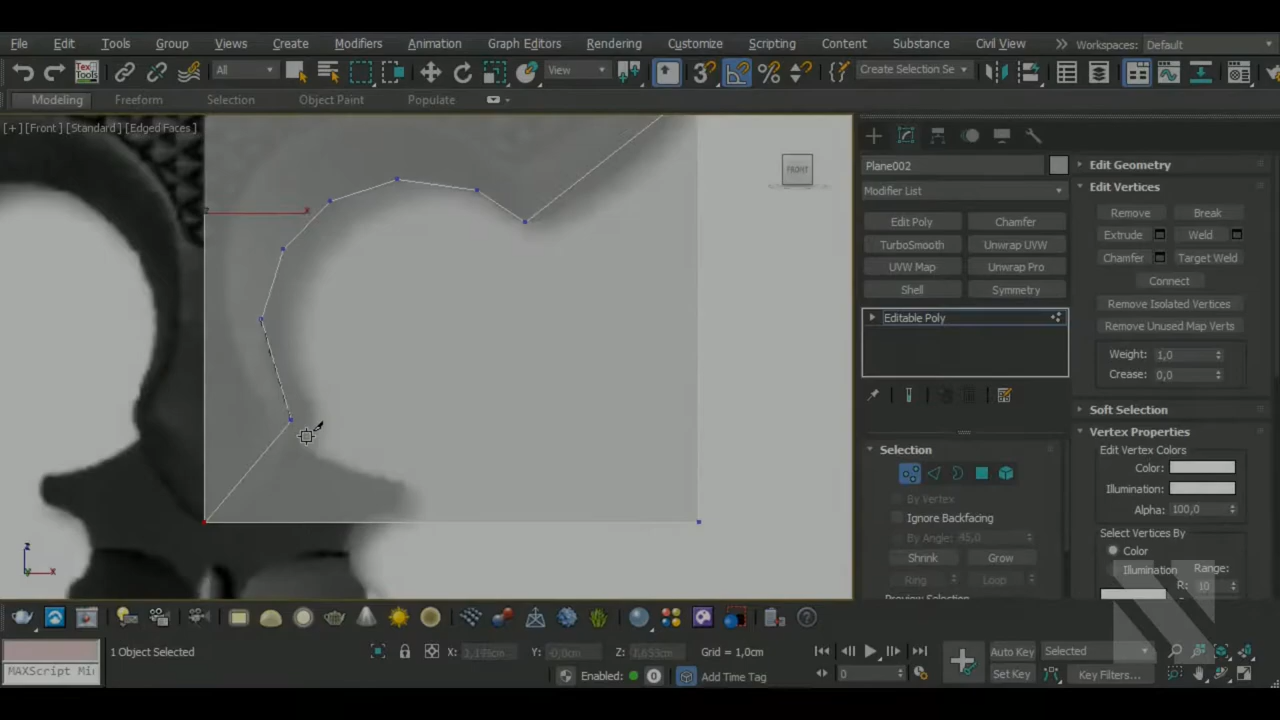 File Edit Tools Group Views Create Modifiers Animation Graph Editors Rendering Customize Scripting Content Substance Civil View Workspaces: Default
Tex Tools All View Create Selection Se
Modeling Freeform Selection Object Paint Populate
[+] [Front] [Standard] [Edged Faces]
FRONT
Plane002
Modifier List
Edit Poly Chamfer
TurboSmooth Unwrap UVW
UVW Map Unwrap Pro
Shell Symmetry
Editable Poly
Selection
By Vertex
Ignore Backfacing
By Angle: 45,0
Shrink Grow
Ring Loop
Preview Selection
Edit Geometry
Edit Vertices
Remove Break
Extrude Weld
Chamfer Target Weld
Connect
Remove Isolated Vertices
Remove Unused Map Verts
Weight: 1,0
Crease: 0,0
Soft Selection
Vertex Properties
Edit Vertex Colors
Color:
Illumination:
Alpha: 100,0
Select Vertices By
Color
Illumination Range:
R: 10
z
x
1 Object Selected X: Y: Z: Grid = 1,0cm Auto Key Selected
MAXScript Mi Enabled: 0 Add Time Tag 0 Set Key Key Filters...